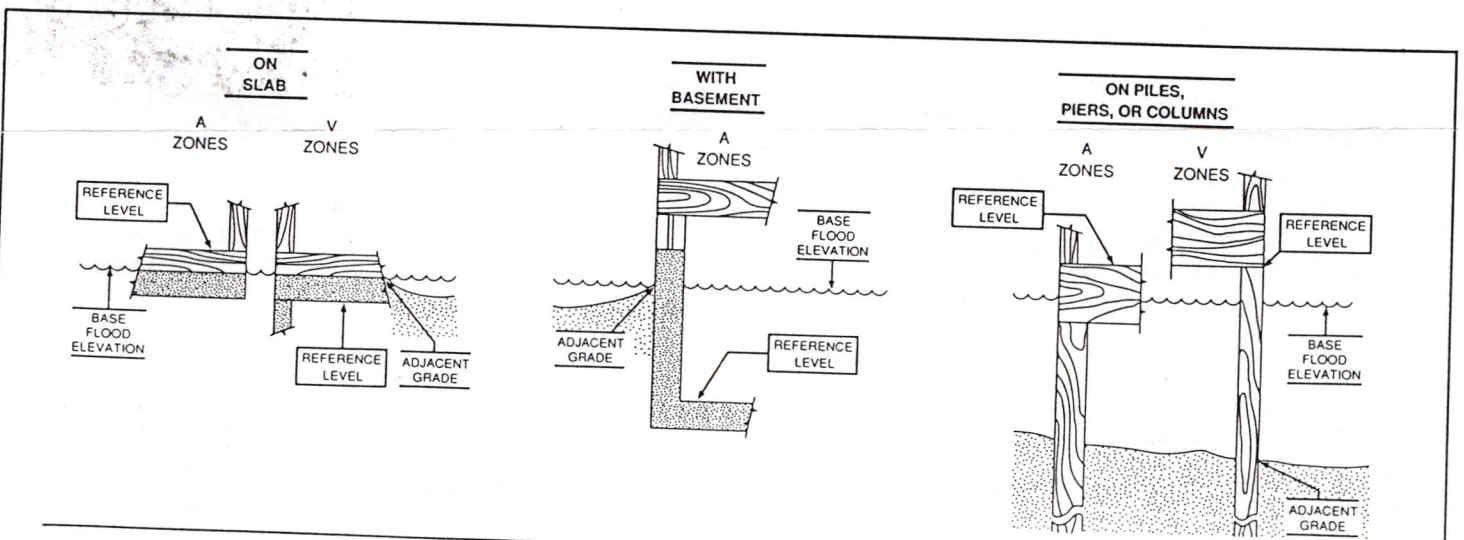 ON
SLAB
A
ZONES
V
ZONES
REFERENCE
LEVEL
BASE
FLOOD
ELEVATION
REFERENCE
LEVEL
ADJACENT
GRADE
WITH
BASEMENT
A
ZONES
BASE
FLOOD
ELEVATION
ADJACENT
GRADE
REFERENCE
LEVEL
ON PILES,
PIERS, OR COLUMNS
A
ZONES
V
ZONES
REFERENCE
LEVEL
REFERENCE
LEVEL
BASE
FLOOD
ELEVATION
ADJACENT
GRADE